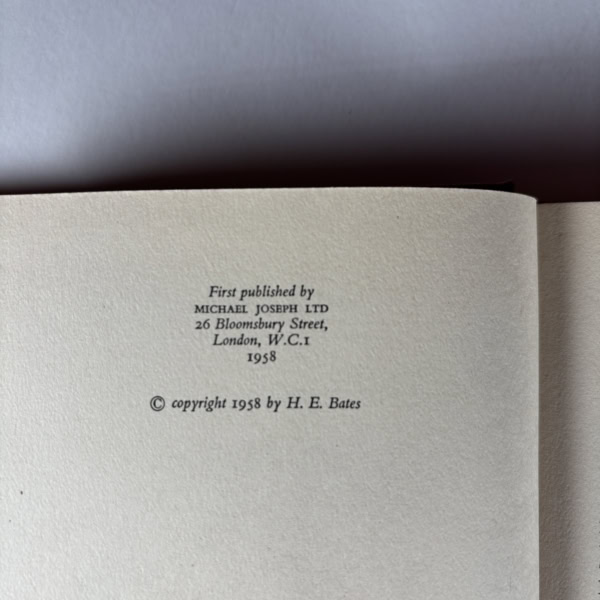 First published by
MICHAEL JOSEPH LTD
26 Bloomsbury Street,
London, W.C.1
1958
© copyright 1958 by H. E. Bates